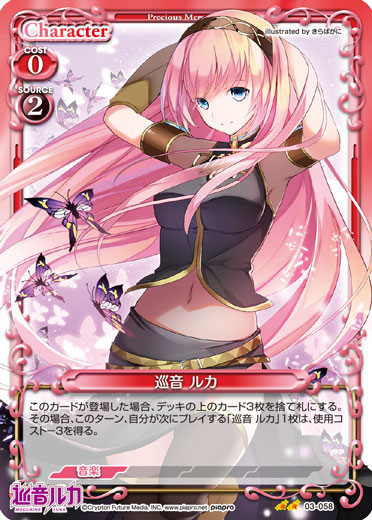 Precious Mem
Character
illustrated by きらばがに
COST
0
SOURCE
2
巡音 ルカ
このカードが登場した場合、デッキの上のカード3枚を捨て札にする。
その場合、このターン、自分が次にプレイする「巡音 ルカ」1枚は、使用コ
スト−3を得る。
音楽
巡音ルカ
MEGURINE LUKA
©Crypton Future Media, INC. www.piapro.net piapro
03-058